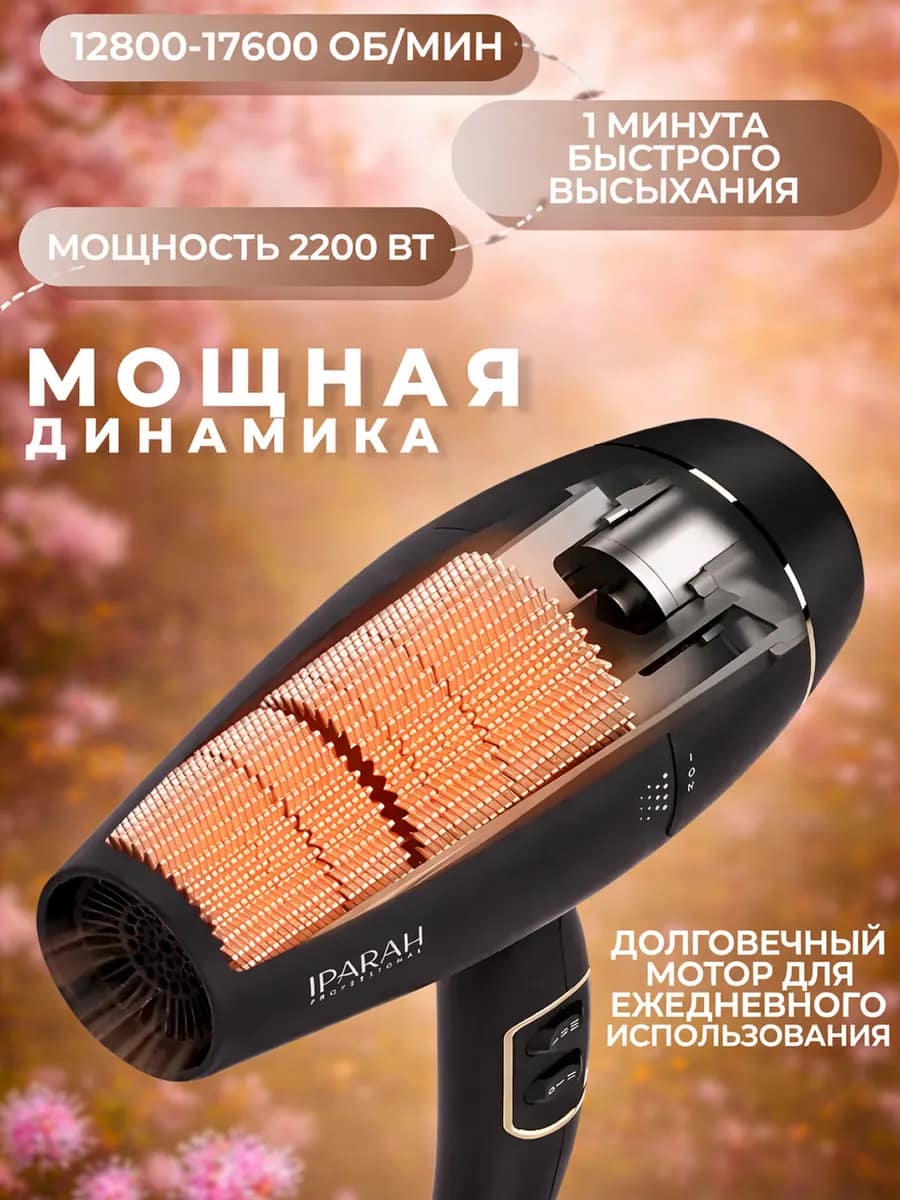 12800-17600 ОБ/МИН
1 МИНУТА
БЫСТРОГО
ВЫСЫХАНИЯ
МОЩНОСТЬ 2200 ВТ
МОЩНАЯ
ДИНАМИКА
IPARAH
PROFESSIONAL
ДОЛГОВЕЧНЫЙ
МОТОР ДЛЯ
ЕЖЕДНЕВНОГО
ИСПОЛЬЗОВАНИЯ